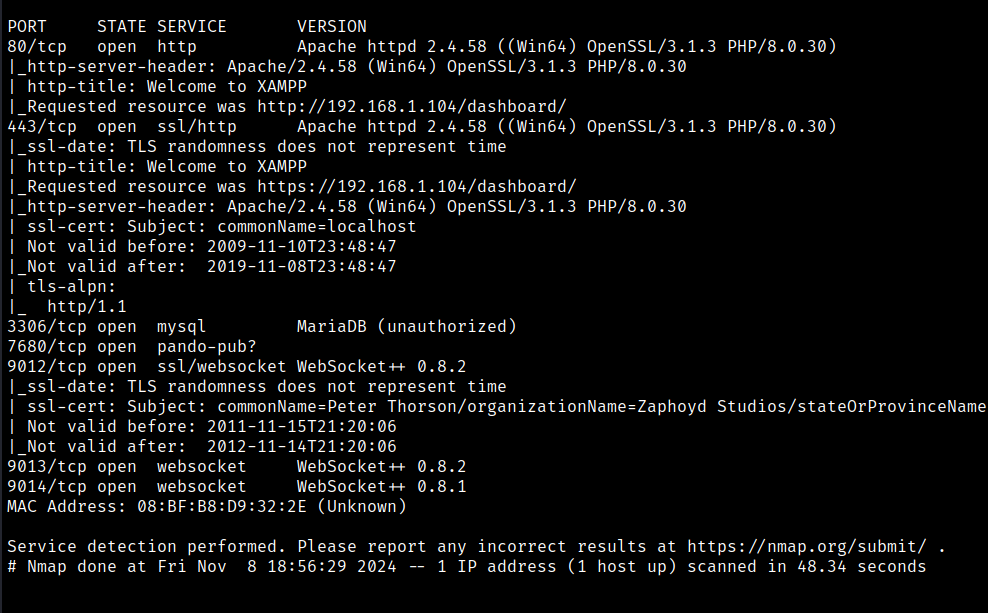 PORT     STATE SERVICE       VERSION
80/tcp   open  http          Apache httpd 2.4.58 ((Win64) OpenSSL/3.1.3 PHP/8.0.30)
|_http-server-header: Apache/2.4.58 (Win64) OpenSSL/3.1.3 PHP/8.0.30
| http-title: Welcome to XAMPP
|_Requested resource was http://192.168.1.104/dashboard/
443/tcp  open  ssl/http      Apache httpd 2.4.58 ((Win64) OpenSSL/3.1.3 PHP/8.0.30)
|_ssl-date: TLS randomness does not represent time
| http-title: Welcome to XAMPP
|_Requested resource was https://192.168.1.104/dashboard/
|_http-server-header: Apache/2.4.58 (Win64) OpenSSL/3.1.3 PHP/8.0.30
| ssl-cert: Subject: commonName=localhost
| Not valid before: 2009-11-10T23:48:47
|_Not valid after:  2019-11-08T23:48:47
| tls-alpn:
|_  http/1.1
3306/tcp open  mysql         MariaDB (unauthorized)
7680/tcp open  pando-pub?
9012/tcp open  ssl/websocket WebSocket++ 0.8.2
|_ssl-date: TLS randomness does not represent time
| ssl-cert: Subject: commonName=Peter Thorson/organizationName=Zaphoyd Studios/stateOrProvinceName
| Not valid before: 2011-11-15T21:20:06
|_Not valid after:  2012-11-14T21:20:06
9013/tcp open  websocket     WebSocket++ 0.8.2
9014/tcp open  websocket     WebSocket++ 0.8.1
MAC Address: 08:BF:B8:D9:32:2E (Unknown)
Service detection performed. Please report any incorrect results at https://nmap.org/submit/ .
# Nmap done at Fri Nov  8 18:56:29 2024 -- 1 IP address (1 host up) scanned in 48.34 seconds